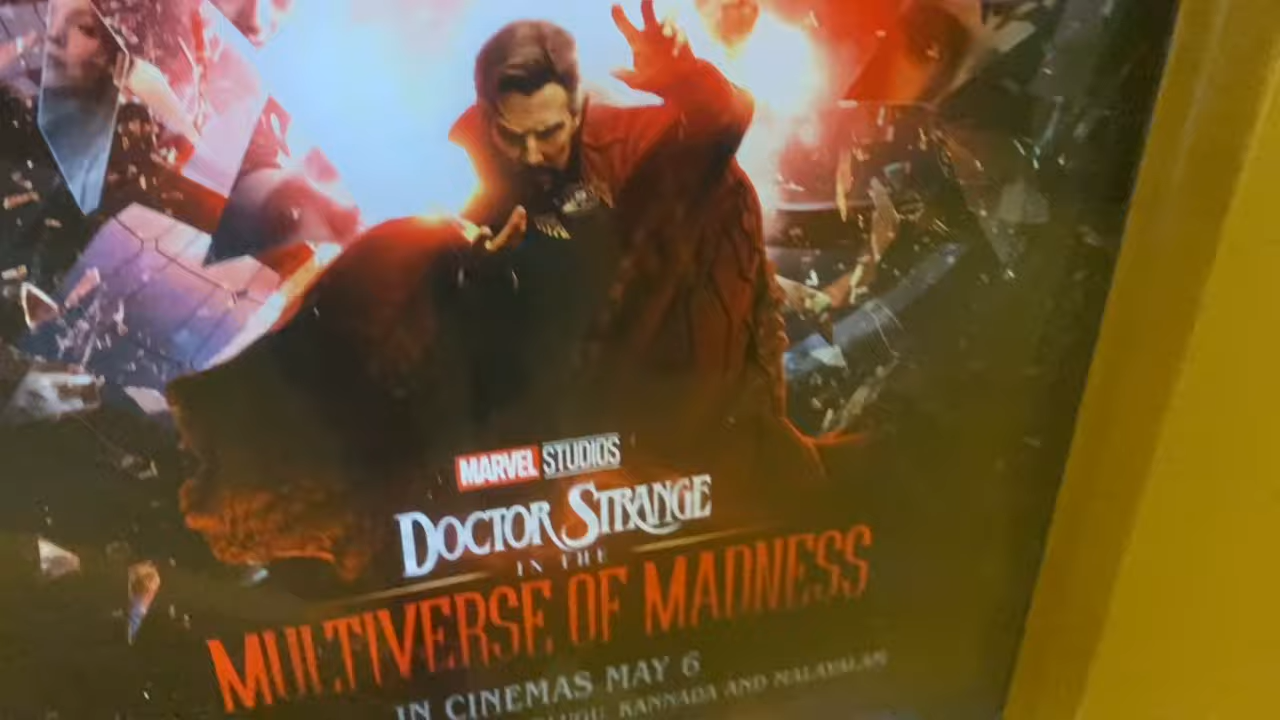 MARVEL STUDIOS
DOCTOR STRANGE
IN THE
MULTIVERSE OF MADNESS
IN CINEMAS MAY 6
KANNADA AND MALAYALAM